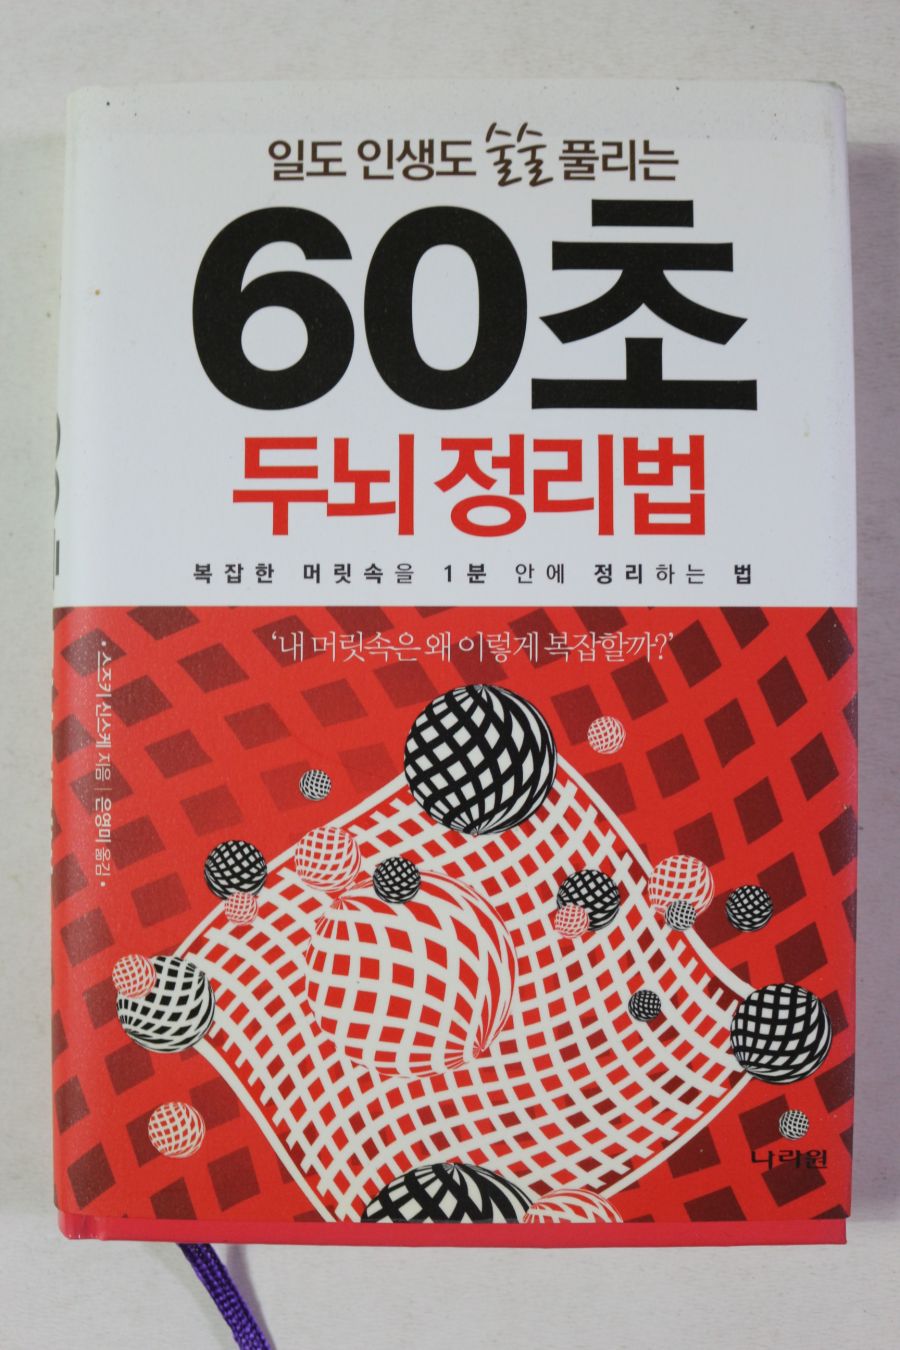 일도 인생도 술술 풀리는
60초
두뇌 정리법
복잡한 머릿속을 1분 안에 정리하는 법
‘내 머릿속은 왜 이렇게 복잡할까?’
• 스즈키 신스케 지음 | 은영미 옮김 •
나라원